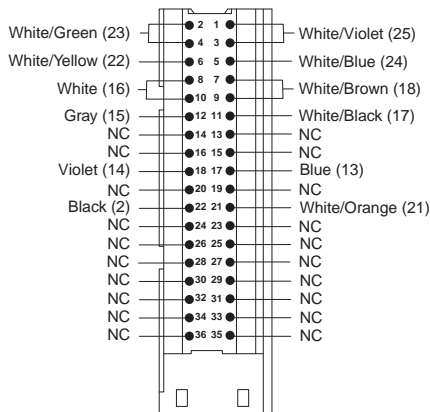 2 1
White/Green (23) White/Violet (25)
4 3
White/Yellow (22) 6 5 White/Blue (24)
8 7
White (16) White/Brown (18)
10 9
Gray (15) 12 11 White/Black (17)
NC 14 13 NC
NC 16 15 NC
Violet (14) 18 17 Blue (13)
NC 20 19 NC
Black (2) 22 21 White/Orange (21)
NC 24 23 NC
NC 26 25 NC
NC 28 27 NC
NC 30 29 NC
NC 32 31 NC
NC 34 33 NC
NC 36 35 NC